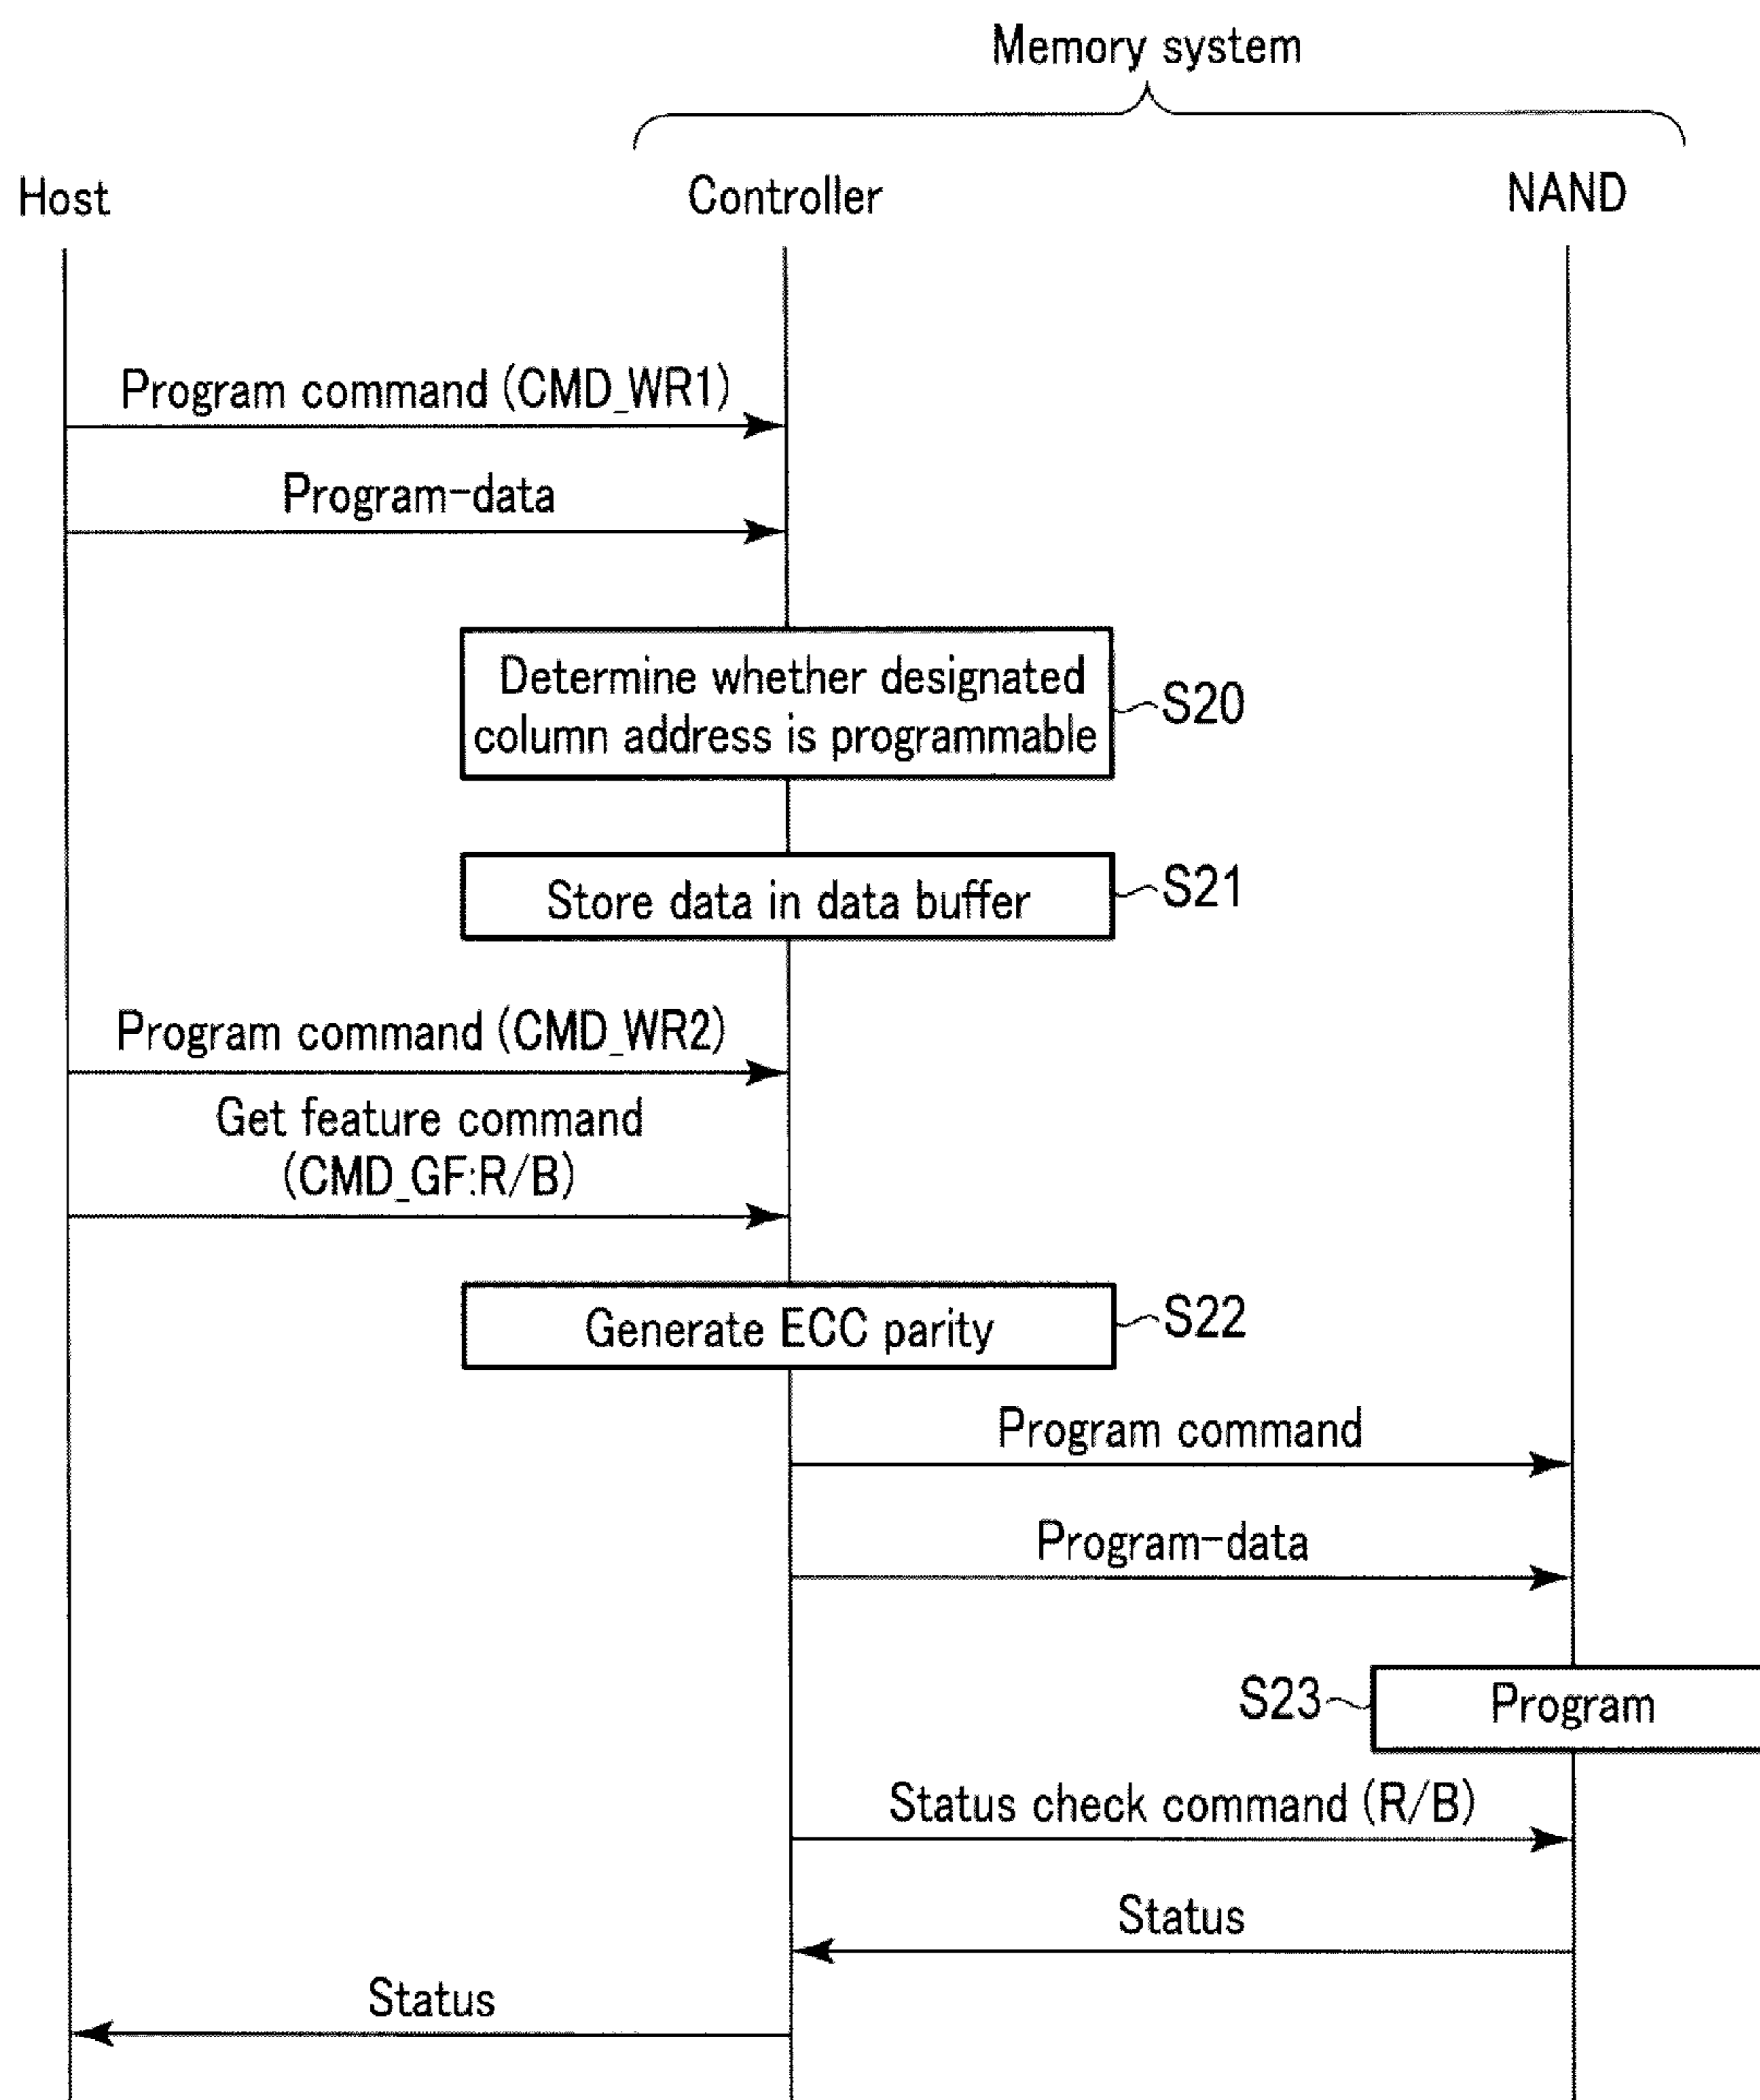 Memory system
Host
Controller
NAND
Program command (CMD_WR1)
Program-data
Determine whether designated
column address is programmable
S20
Store data in data buffer
S21
Program command (CMD_WR2)
Get feature command
(CMD_GF:R/B)
Generate ECC parity
S22
Program command
Program-data
S23
Program
Status check command (R/B)
Status
Status